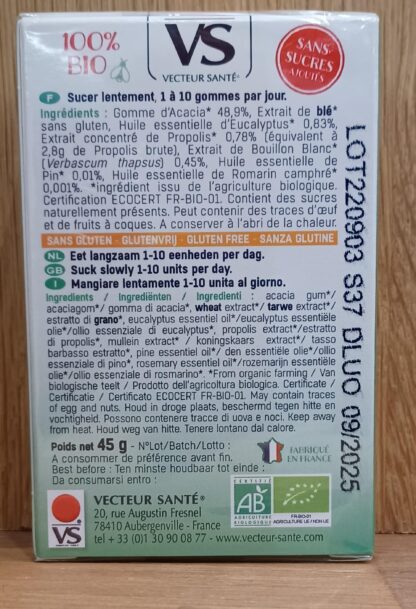 100%
BIO
VS
VECTEUR SANTÉ®
SANS
SUCRES
AJOUTÉS
F Sucer lentement, 1 à 10 gommes par jour.
Ingrédients : Gomme d'Acacia* 48,9%, Extrait de blé*
sans gluten, Huile essentielle d'Eucalyptus* 0,83%,
Extrait concentré de Propolis* 0,78% (équivalent à
2,8g de Propolis brute), Extrait de Bouillon Blanc*
(Verbascum thapsus) 0,45%, Huile essentielle de
Pin* 0,01%, Huile essentielle de Romarin camphré*
0,001%. *ingrédient issu de l'agriculture biologique.
Certification ECOCERT FR-BIO-01. Contient des sucres
naturellement présents. Peut contenir des traces d'œuf
et de fruits à coques. A conserver à l'abri de la chaleur.
SANS GLUTEN - GLUTENVRIJ - GLUTEN FREE - SANZA GLUTINE
NL Eet langzaam 1-10 eenheden per dag.
GB Suck slowly 1-10 units per day.
I Mangiare lentamente 1-10 unita al giorno.
Ingredients / Ingrediënten / Ingredienti : acacia gum*/
acaciagom*/ gomma di acacia*, wheat extract*/ tarwe extract*/
estratto di grano*, eucalyptus essentiel oil*/eucalyptus essentiële
olie*/ollio essenziale di eucalyptus*, propolis extract*/estratto
di propolis*, mullein extract* / koningskaars extract* / tasso
barbasso estratto*, pine essentiel oil*/ den essentiële olie*/ollio
essenziale di pino*, rosemary essentiel oil*/rozemarijn essentiële
olie*/ollio essenziale di rosmarino*. *From organic farming / Van
biologische teelt / Prodotto dell'agricoltura biologica. Certificate /
Certificatie / Certificato ECOCERT FR-BIO-01. May contain traces
of egg and nuts. Houd in droge plaats, beschermd tegen hitte en
vochtigheid. Possono contenere tracce di uova e noci. Keep away
from heat. Houd weg van hitte. Tenere lontano dal calore.
Poids net 45 g - N°Lot/Batch/Lotto :
A consommer de préférence avant fin.
Best before : Ten minste houdbaar tot einde :
Da consumarsi entro :
FABRIQUÉ
EN FRANCE
LOT220903 S37 DLUO 09/2025
VS
VECTEUR SANTÉ®
20, rue Augustin Fresnel
78410 Aubergenville - France
tel + 33 (0)1 30 90 08 77 - www.vecteur-sante.com
CERTIFIÉ
AB
AGRICULTURE
BIOLOGIQUE
FR-BIO-01
AGRICULTURE UE / NON UE